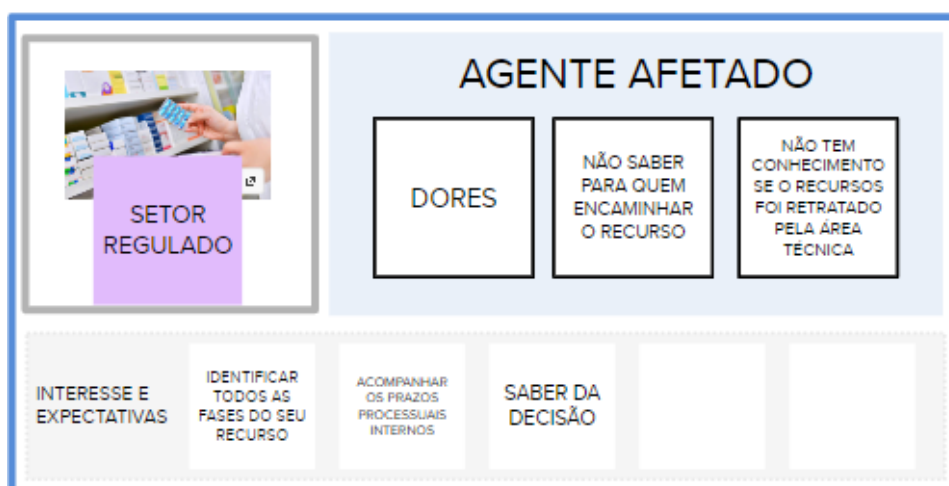 AGENTE AFETADO
SETOR
REGULADO
DORES
NÃO SABER
PARA QUEM
ENCAMINHAR
O RECURSO
NÃO TEM
CONHECIMENTO
SE O RECURSOS
FOI RETRATADO
PELA ÁREA
TÉCNICA
INTERESSE E
EXPECTATIVAS
IDENTIFICAR
TODOS AS
FASES DO SEU
RECURSO
ACOMPANHAR
OS PRAZOS
PROCESSUAIS
INTERNOS
SABER DA
DECISÃO